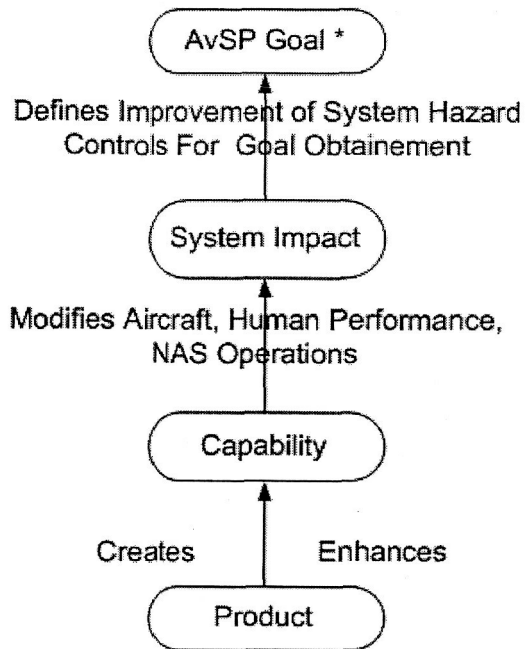 AvSP Goal *
Defines Improvement of System Hazard
Controls For Goal Obtainement
System Impact
Modifies Aircraft, Human Performance,
NAS Operations
Capability
Creates Enhances
Product